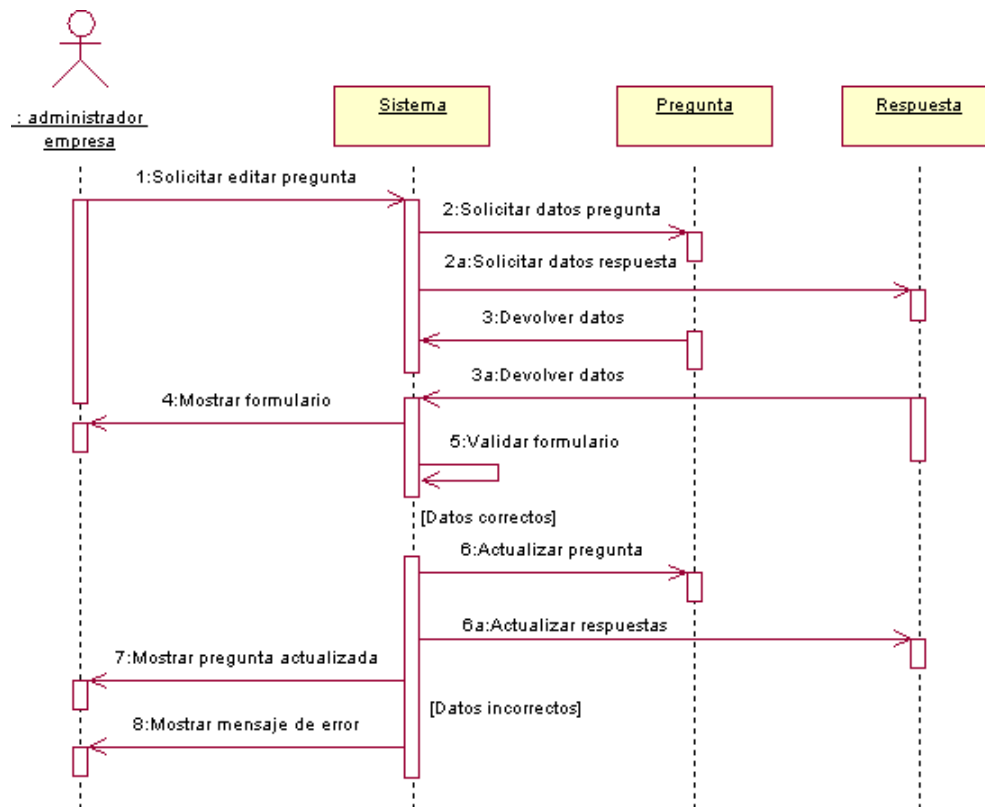 : administrador
empresa
Sistema
Pregunta
Respuesta
1:Solicitar editar pregunta
2:Solicitar datos pregunta
2a:Solicitar datos respuesta
3:Devolver datos
3a:Devolver datos
4:Mostrar formulario
5:Validar formulario
[Datos correctos]
6:Actualizar pregunta
6a:Actualizar respuestas
7:Mostrar pregunta actualizada
[Datos incorrectos]
8:Mostrar mensaje de error